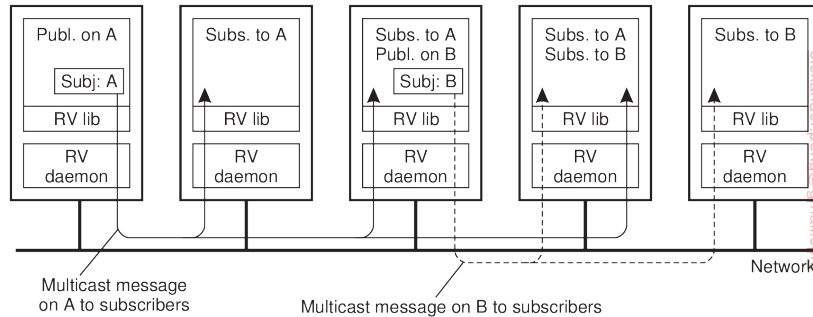 Publ. on A
Subj: A
RV lib
RV
daemon
Subs. to A
RV lib
RV
daemon
Subs. to A
Publ. on B
Subj: B
RV lib
RV
daemon
Subs. to A
Subs. to B
RV lib
RV
daemon
Subs. to B
RV lib
RV
daemon
Network
Multicast message
on A to subscribers
Multicast message on B to subscribers